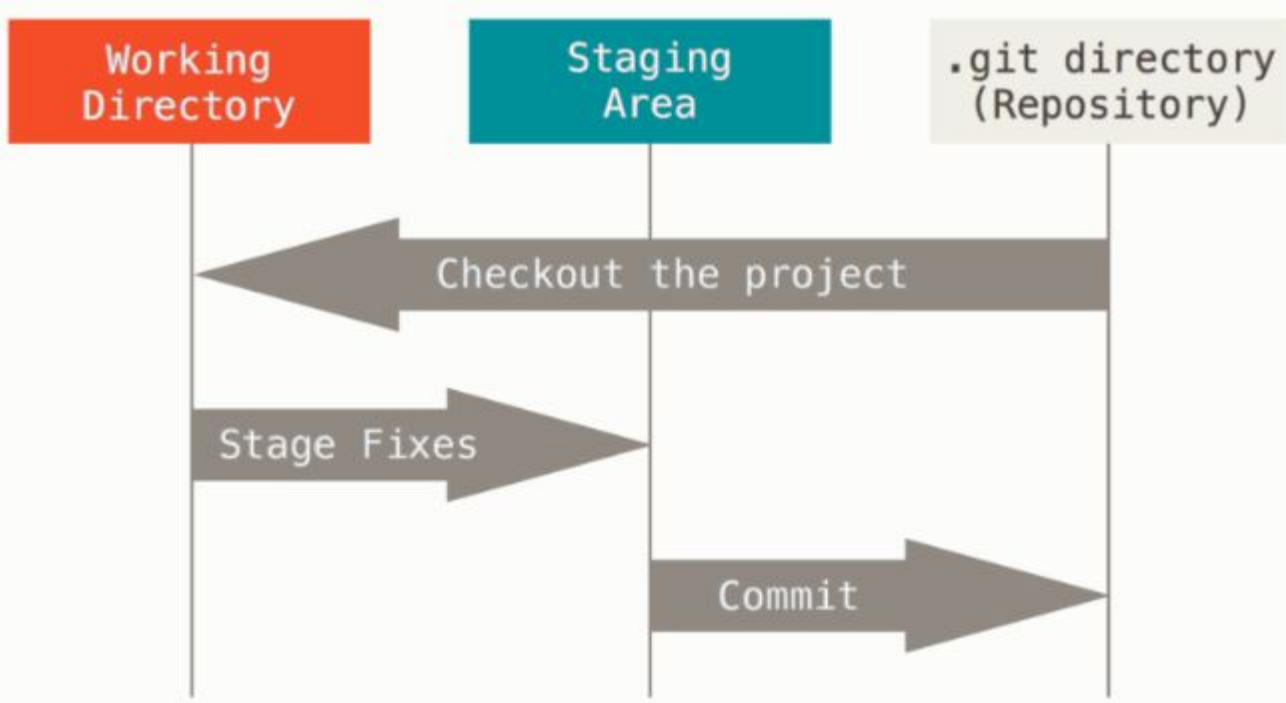 Working
Directory
Staging
Area
.git directory
(Repository)
Checkout the project
Stage Fixes
Commit